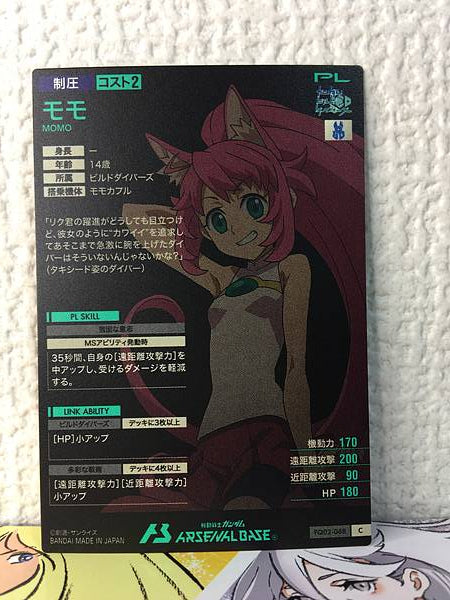 制圧 コスト2 PL
モモ
MOMO
身長 ー
年齢 14歳
所属 ビルドダイバーズ
搭乗機体 モモカプル
「リク君の躍進がどうしても目立つけ
ど、彼女のように“カワイイ”を追求し
てあそこまで急激に腕を上げたダイ
バーはそういないんじゃないかな?」
(タキシード姿のダイバー)
PL SKILL
強固な意志
MSアビリティ発動時
35秒間、自身の[遠距離攻撃力]を
中アップし、受けるダメージを軽減
する。
LINK ABILITY
ビルドダイバーズ デッキに3枚以上
[HP]小アップ
多彩な戦術 デッキに4枚以上
[遠距離攻撃力][近距離攻撃力]
小アップ
機動力 170
遠距離攻撃 200
近距離攻撃 90
HP 180
©創通・サンライズ
BANDAI MADE IN JAPAN
機動戦士ガンダム
ARSENAL BASE
C